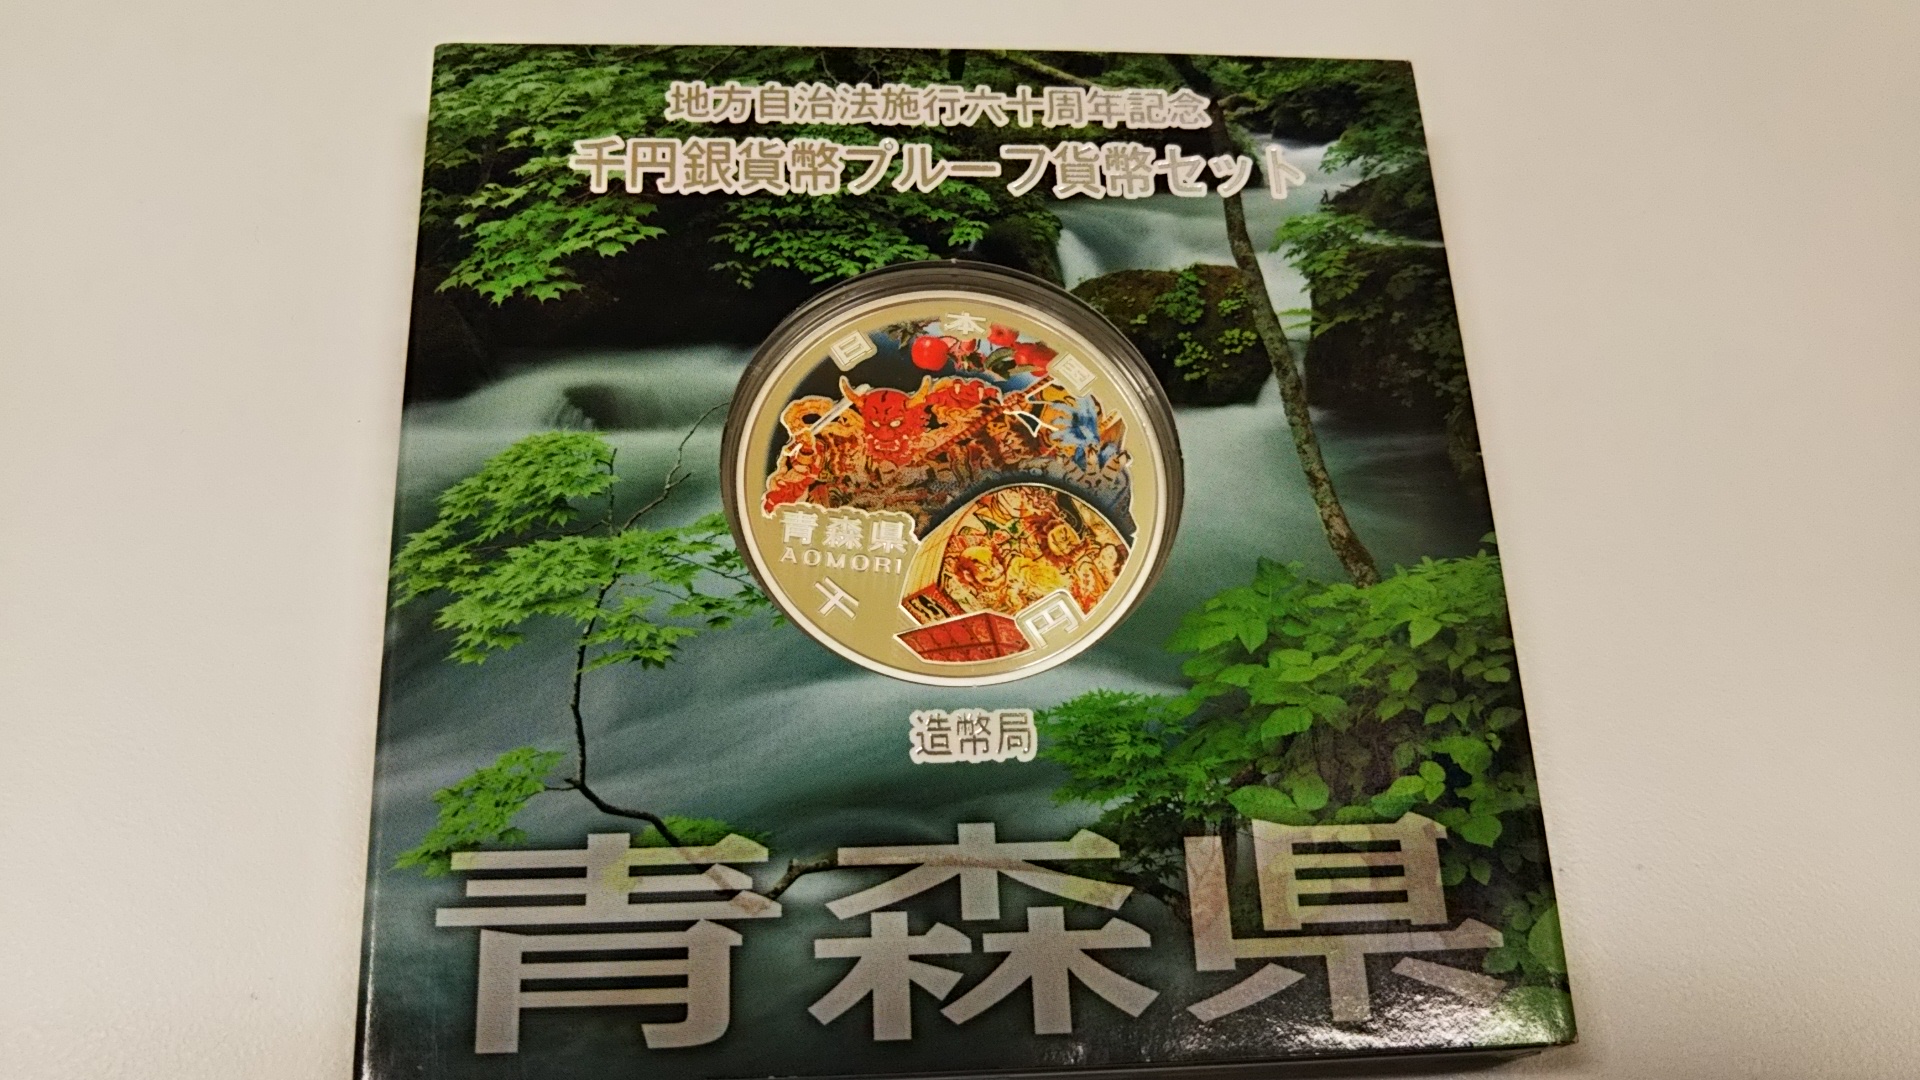 地方自治法施行六十周年記念
千円銀貨幣プルーフ貨幣セット
日本国
青森県
AOMORI
千円
造幣局
青森県